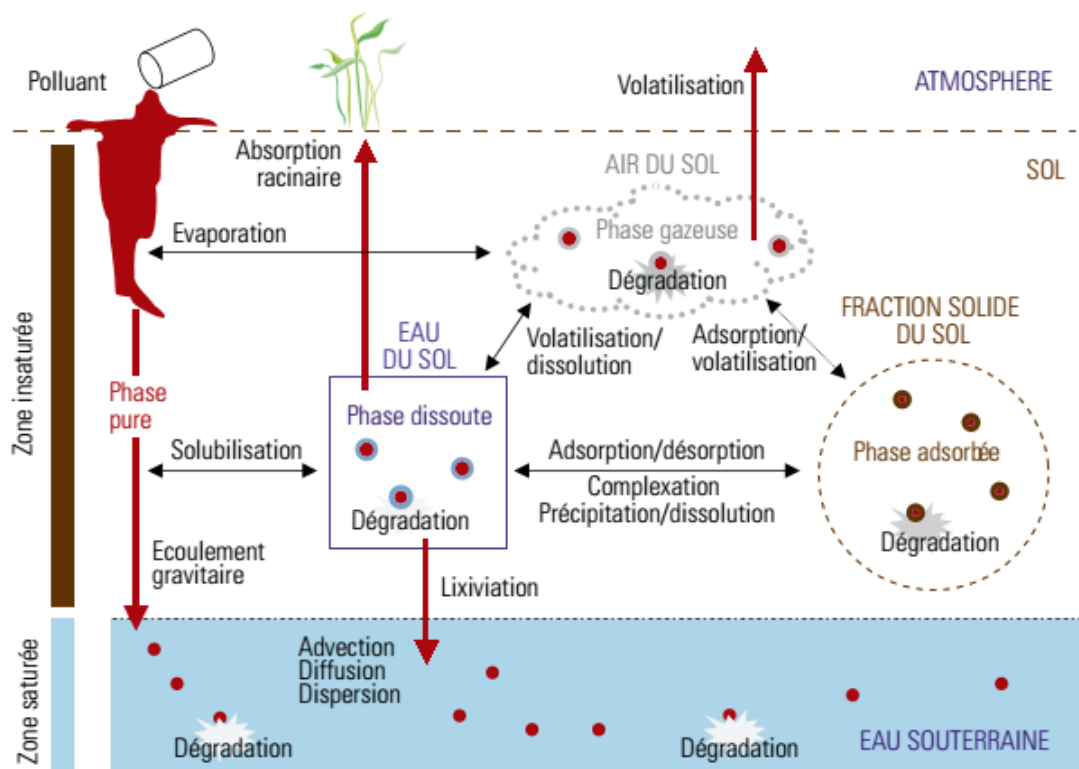 Polluant
Volatilisation
ATMOSPHERE
Absorption
racinaire
AIR DU SOL
SOL
Evaporation
Phase gazeuse
Dégradation
Zone insaturée
EAU
DU SOL
Volatilisation/
dissolution
Adsorption/
volatilisation
FRACTION SOLIDE
DU SOL
Phase
pure
Phase dissoute
Solubilisation
Adsorption/désorption
Complexation
Précipitation/dissolution
Phase adsorbée
Dégradation
Dégradation
Ecoulement
gravitaire
Lixiviation
Zone saturée
Advection
Diffusion
Dispersion
Dégradation
Dégradation
EAU SOUTERRAINE